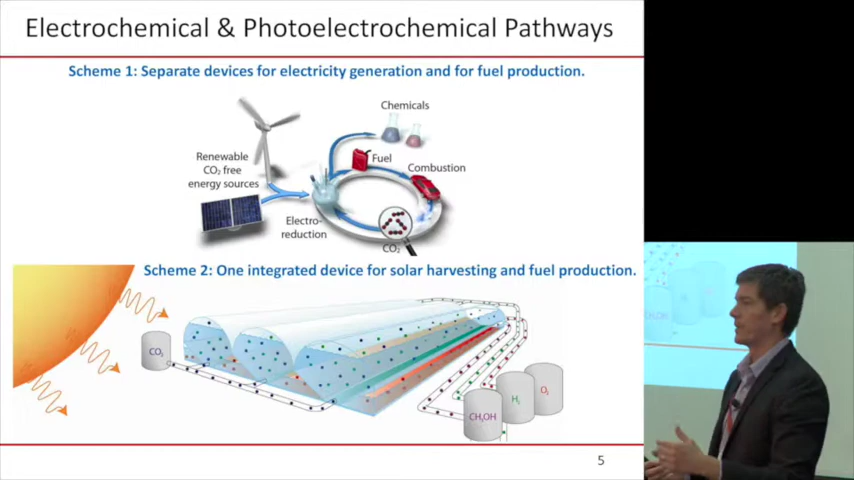 Electrochemical & Photoelectrochemical Pathways
Scheme 1: Separate devices for electricity generation and for fuel production.
Chemicals
Renewable
CO₂ free
energy sources
Fuel
Combustion
Electro-
reduction
CO₂
Scheme 2: One integrated device for solar harvesting and fuel production.
CO₂
CH₃OH
H₂
O₂
5